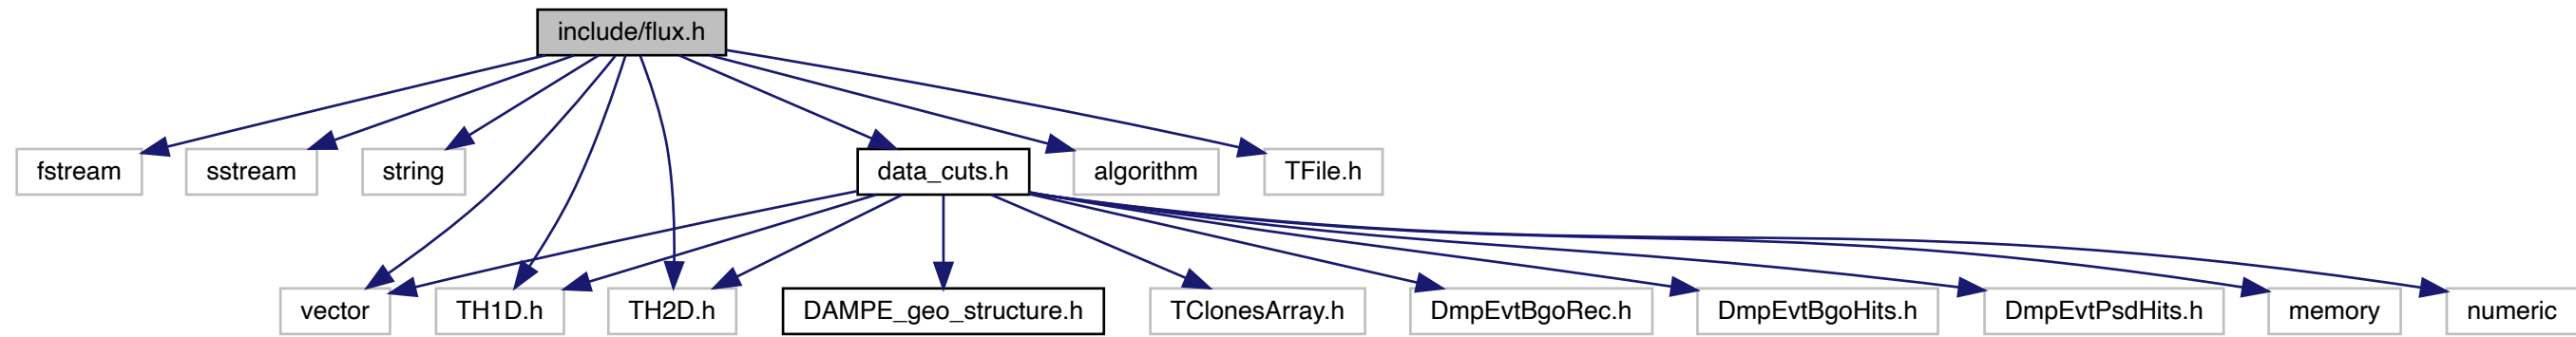 include/flux.h
fstream
sstream
string
data_cuts.h
algorithm
TFile.h
vector
TH1D.h
TH2D.h
DAMPE_geo_structure.h
TClonesArray.h
DmpEvtBgoRec.h
DmpEvtBgoHits.h
DmpEvtPsdHits.h
memory
numeric